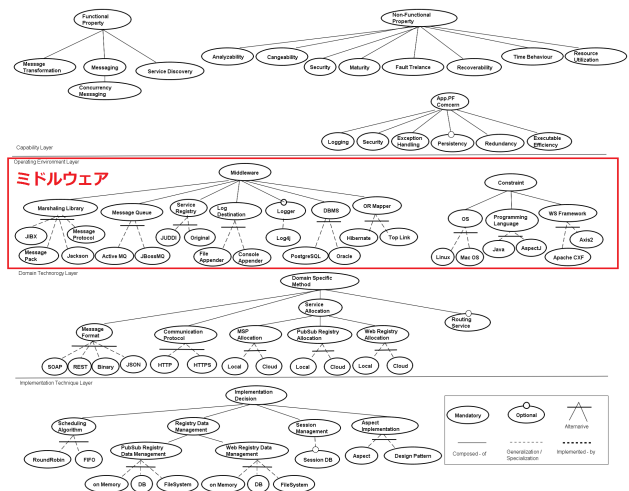 Functional
Property
Non-Functional
Property
Message
Transformation
Messaging
Service Discovery
Concurrency
Messaging
Analyzability
Cangeability
Security
Maturity
Fault Trelance
Recoverability
Time Behaviour
Resource
Utilization
App.PF
Comcern
Logging
Security
Exception
Handling
Persistency
Redundancy
Executable
Efficiency
Capability Layer
Operating Environment Layer
ミドルウェア
Middleware
Constraint
Marshaling Library
Message Queue
Service
Registry
Log
Destination
Logger
DBMS
OR Mapper
OS
Programming
Language
WS Framework
JIBX
Message
Protocol
Message
Pack
Jackson
Active MQ
JBossMQ
JUDDI
Original
File
Appender
Console
Appender
Log4j
PostgreSQL
Oracle
Hibernate
Top Link
Linux
Mac OS
Java
AspectJ
Axis2
Apache CXF
Domain Technorogy Layer
Domain Specific
Method
Service
Allocation
Routing
Service
Message
Format
Communication
Protocol
MSP
Allocation
PubSub Registry
Allocation
Web Registry
Allocation
SOAP
REST
Binary
JSON
HTTP
HTTPS
Local
Cloud
Local
Cloud
Local
Cloud
Implementation Technique Layer
Implementation
Decision
Scheduling
Algorithm
Registry Data
Management
Session
Management
Aspect
Implementation
RoundRobin
FIFO
PubSub Registry
Data Management
Web Registry Data
Management
Session DB
Aspect
Design Pattern
on Memory
DB
FileSystem
on Memory
DB
FileSystem
Mandatory
Optional
Alternative
Composed - of
Generalization /
Specialization
Implemented - by